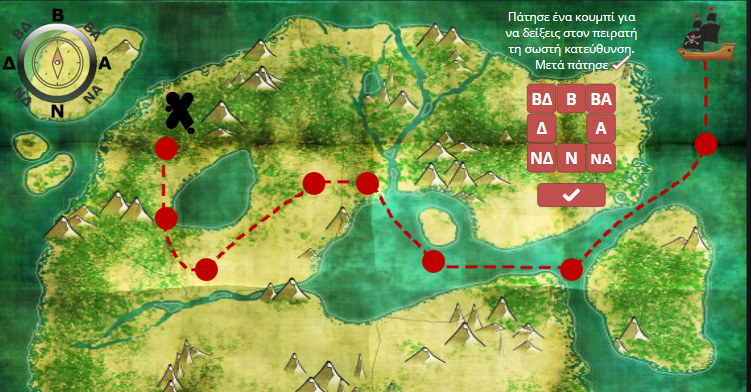 Β
ΒΔ
ΒΑ
Δ
Α
ΝΔ
ΝΑ
Ν
Πάτησε ένα κουμπί για
να δείξεις στον πειρατή
τη σωστή κατεύθυνση.
Μετά πάτησε ✓
ΒΔ Β ΒΑ
Δ Α
ΝΔ Ν ΝΑ